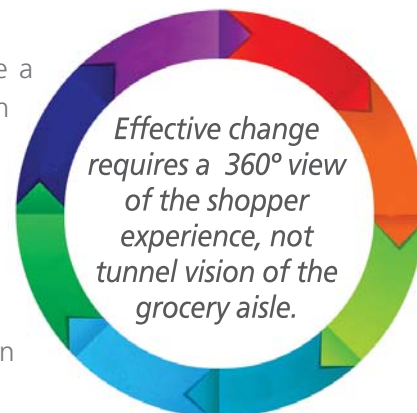 e a
n
Effective change
requires a 360º view
of the shopper
experience, not
tunnel vision of the
grocery aisle.
n